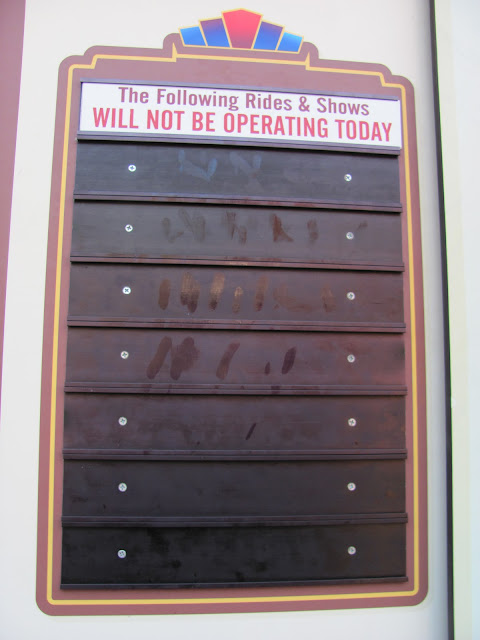 The Following Rides & Shows
WILL NOT BE OPERATING TODAY